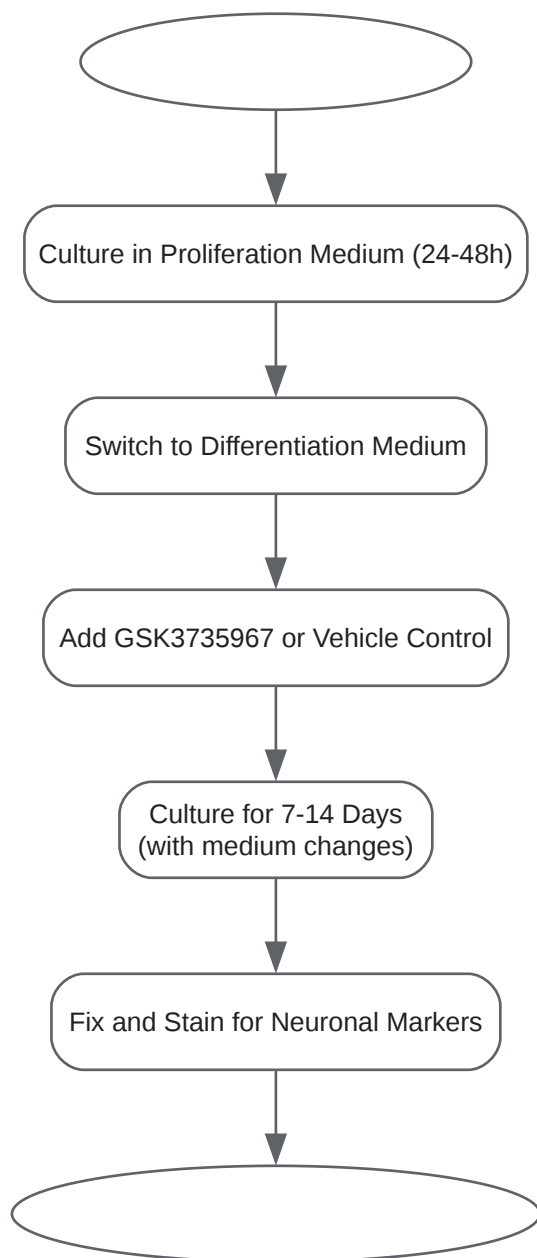 Culture in Proliferation Medium (24-48h)
Switch to Differentiation Medium
Add GSK3735967 or Vehicle Control
Culture for 7-14 Days
(with medium changes)
Fix and Stain for Neuronal Markers